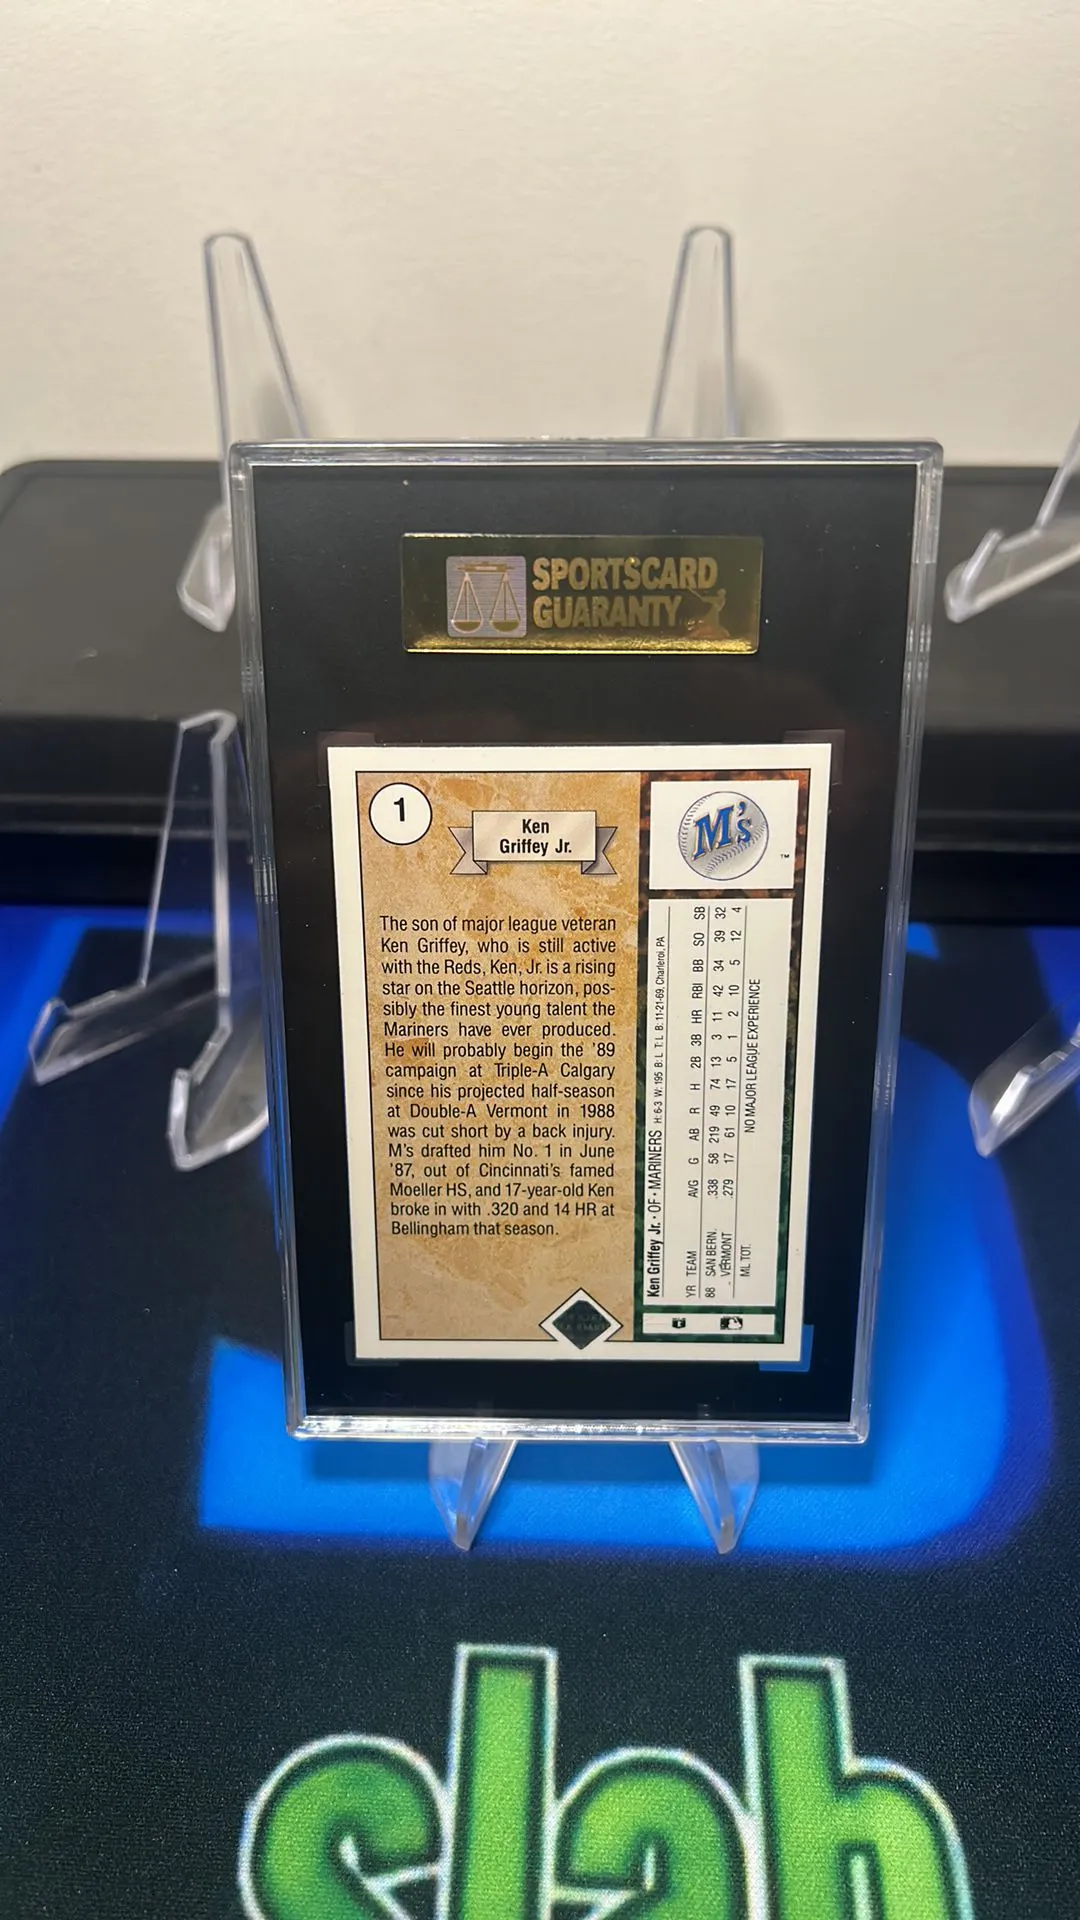 SPORTSCARD
GUARANTY
1
Ken
Griffey Jr.
M's
™
The son of major league veteran
Ken Griffey, who is still active
with the Reds, Ken, Jr. is a rising
star on the Seattle horizon, pos-
sibly the finest young talent the
Mariners have ever produced.
He will probably begin the '89
campaign at Triple-A Calgary
since his projected half-season
at Double-A Vermont in 1988
was cut short by a back injury.
M's drafted him No. 1 in June
'87, out of Cincinnati's famed
Moeller HS, and 17-year-old Ken
broke in with .320 and 14 HR at
Bellingham that season.
Ken Griffey Jr. • OF • MARINERS H: 6-3 W: 195 B: L T: L B: 11-21-69, Charleroi, PA
YR TEAM AVG G AB R H 2B 3B HR RBI BB SO SB
88 SAN BERN. .338 58 219 49 74 13 3 11 42 34 39 32
VERMONT .279 17 61 10 17 5 1 2 10 5 12 4
ML TOT. NO MAJOR LEAGUE EXPERIENCE
slab